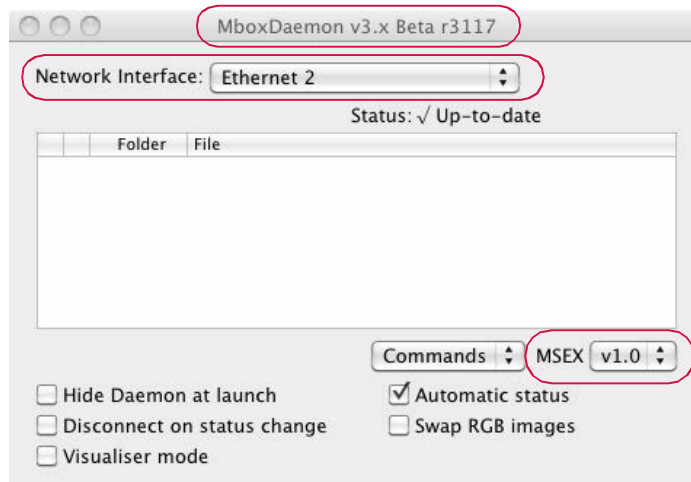 MboxDaemon v3.x Beta r3117
Network Interface: Ethernet 2
Status: √ Up-to-date
Folder File
Commands MSEX v1.0
Hide Daemon at launch Automatic status
Disconnect on status change Swap RGB images
Visualiser mode